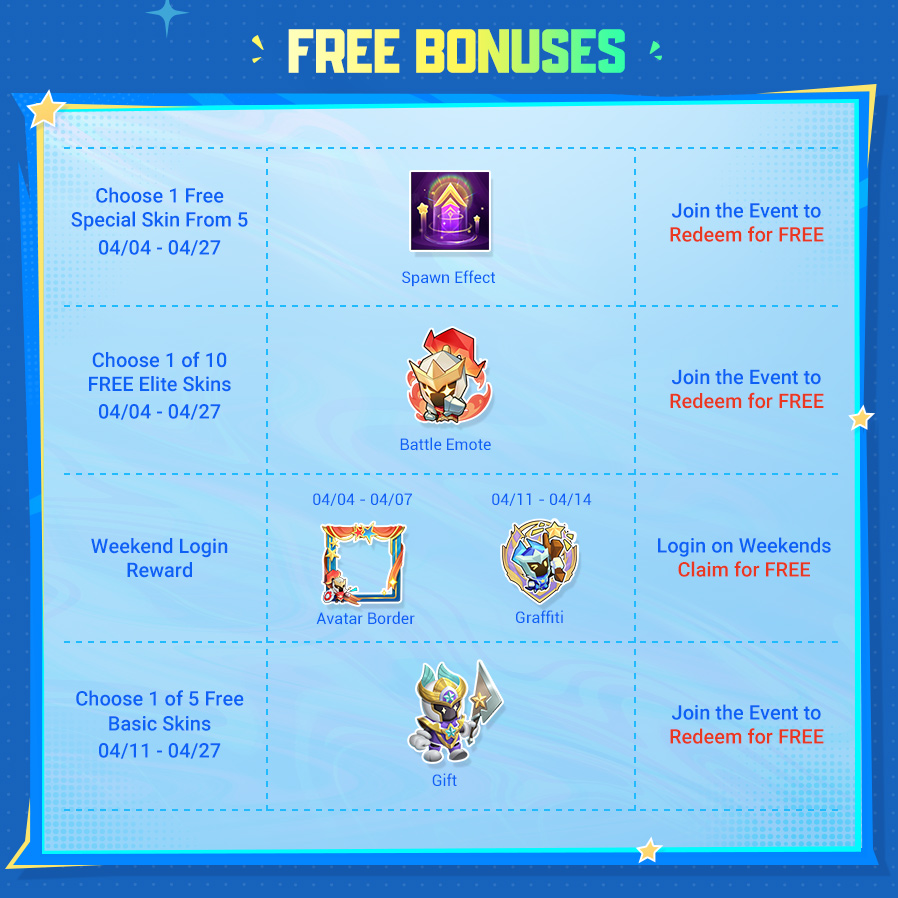 FREE BONUSES
Choose 1 Free
Special Skin From 5
04/04 - 04/27
Spawn Effect
Join the Event to
Redeem for FREE
Choose 1 of 10
FREE Elite Skins
04/04 - 04/27
Battle Emote
Join the Event to
Redeem for FREE
Weekend Login
Reward
04/04 - 04/07
Avatar Border
04/11 - 04/14
Graffiti
Login on Weekends
Claim for FREE
Choose 1 of 5 Free
Basic Skins
04/11 - 04/27
Gift
Join the Event to
Redeem for FREE